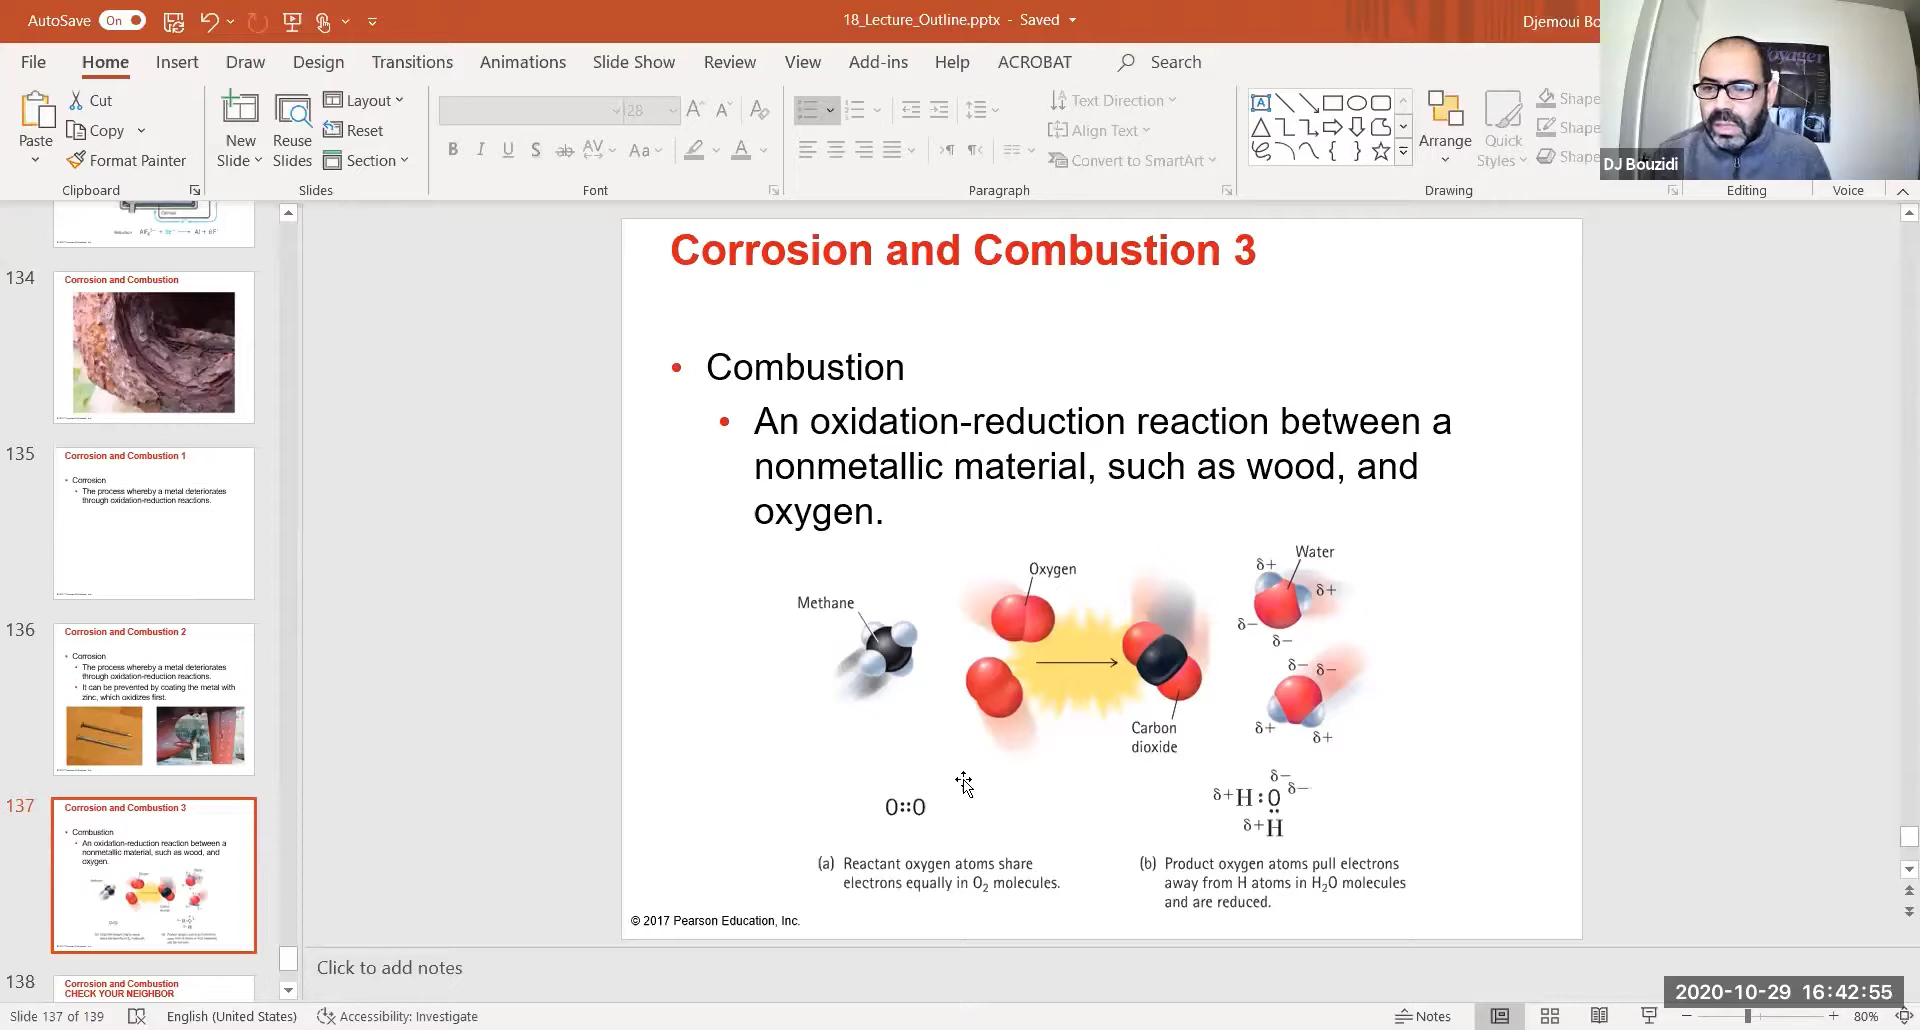 AutoSave On 18_Lecture_Outline.pptx - Saved Djemoui Bo
File Home Insert Draw Design Transitions Animations Slide Show Review View Add-ins Help ACROBAT Search
Paste Cut Copy Format Painter
New Slide Reuse Slides Layout Reset Section
28
B I U S ab AV Aa A
Text Direction
Align Text
Convert to SmartArt
Arrange Quick Styles Shape
Shape
Shape
DJ Bouzidi
Clipboard Slides Font Paragraph Drawing Editing Voice
134
Corrosion and Combustion
135
Corrosion and Combustion 1
Corrosion
The process whereby a metal deteriorates
through oxidation-reduction reactions.
136
Corrosion and Combustion 2
Corrosion
The process whereby a metal deteriorates
through oxidation-reduction reactions.
It can be prevented by coating the metal with
zinc, which oxidizes first.
137
Corrosion and Combustion 3
Combustion
An oxidation-reduction reaction between a
nonmetallic material, such as wood, and
oxygen.
138
Corrosion and Combustion
CHECK YOUR NEIGHBOR
Corrosion and Combustion 3
• Combustion
• An oxidation-reduction reaction between a
nonmetallic material, such as wood, and
oxygen.
Methane
Oxygen
Carbon
dioxide
Water
δ+
δ+
δ−
δ−
δ− δ−
δ+
δ+
O::O
δ−
δ+H:O δ−
δ+H
(a) Reactant oxygen atoms share
electrons equally in O₂ molecules.
(b) Product oxygen atoms pull electrons
away from H atoms in H₂O molecules
and are reduced.
© 2017 Pearson Education, Inc.
Click to add notes
2020-10-29 16:42:55
Slide 137 of 139 English (United States) Accessibility: Investigate Notes 80%